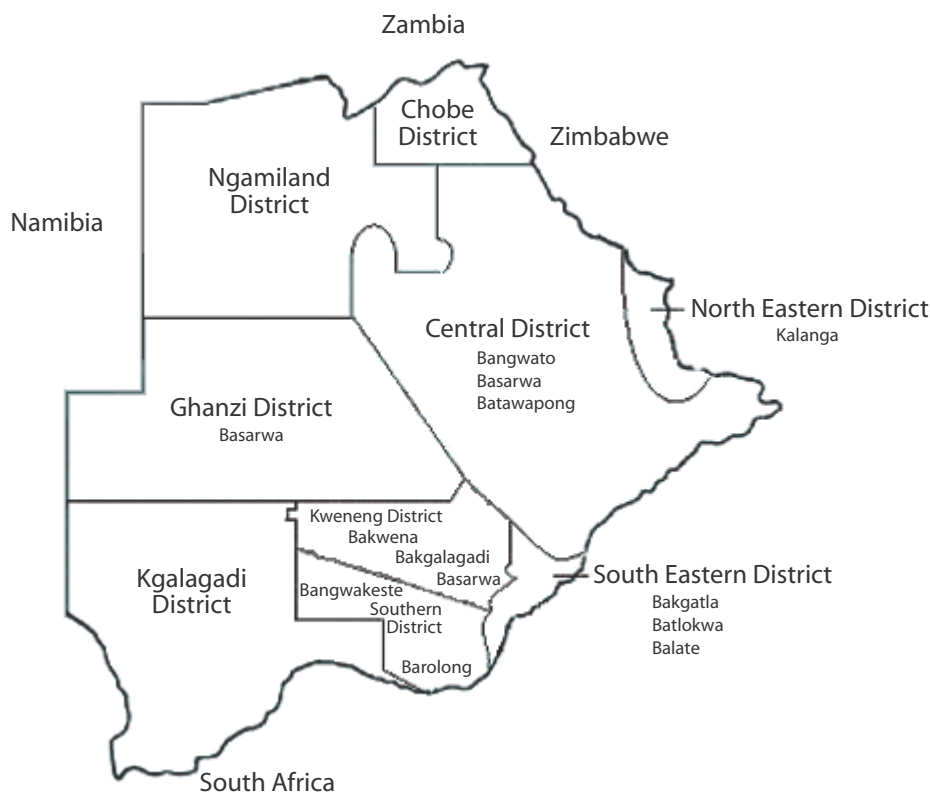 Zambia
Chobe
District
Zimbabwe
Ngamiland
District
Namibia
North Eastern District
Kalanga
Central District
Bangwato
Basarwa
Batawapong
Ghanzi District
Basarwa
Kweneng District
Bakwena
Bakgalagadi
Basarwa
Kgalagadi
District
Bangwakeste
Southern
District
Barolong
South Eastern District
Bakgatla
Batlokwa
Balate
South Africa